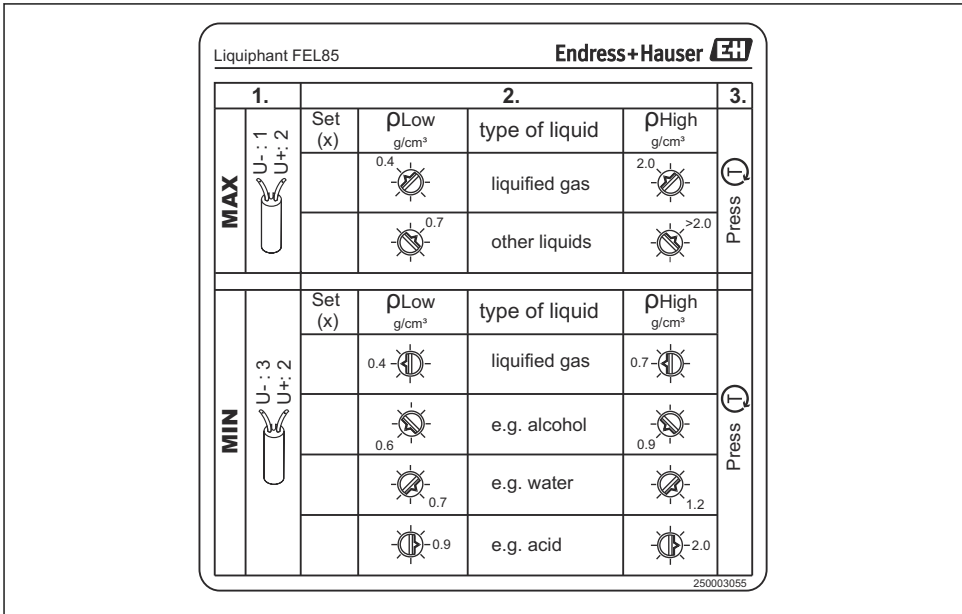 Liquiphant FEL85
Endress+Hauser EH
1. 2. 3.
MAX
U- : 1
U+: 2
Set (x) ρLow g/cm³ type of liquid ρHigh g/cm³
0.4 liquified gas 2.0
0.7 other liquids >2.0
Press T
MIN
U- : 3
U+: 2
Set (x) ρLow g/cm³ type of liquid ρHigh g/cm³
0.4 liquified gas 0.7
0.6 e.g. alcohol 0.9
0.7 e.g. water 1.2
0.9 e.g. acid 2.0
Press T
250003055